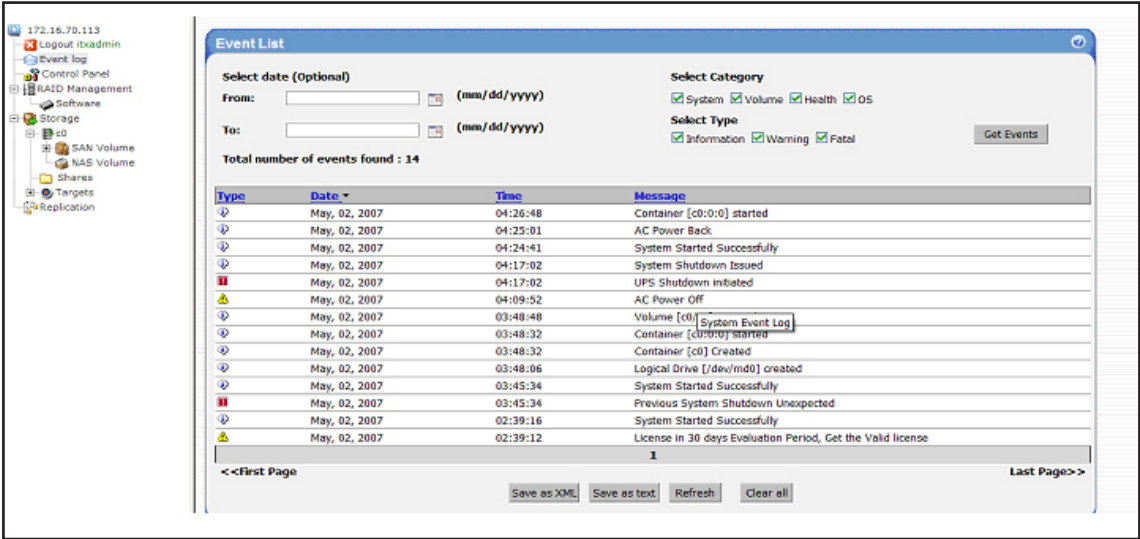 172.16.70.113
Logout itxadmin
Event log
Control Panel
RAID Management
Software
Storage
c0
SAN Volume
NAS Volume
Shares
Targets
Replication
Event List
Select date (Optional)
From: (mm/dd/yyyy)
To: (mm/dd/yyyy)
Total number of events found : 14
Select Category
System Volume Health OS
Select Type
Information Warning Fatal
Get Events
Type Date Time Message
May, 02, 2007 04:26:48 Container [c0:0:0] started
May, 02, 2007 04:25:01 AC Power Back
May, 02, 2007 04:24:41 System Started Successfully
May, 02, 2007 04:17:02 System Shutdown Issued
May, 02, 2007 04:17:02 UPS Shutdown initiated
May, 02, 2007 04:09:52 AC Power Off
May, 02, 2007 03:48:48 Volume [c0/
System Event Log
May, 02, 2007 03:48:32 Container [c0:0:0] started
May, 02, 2007 03:48:32 Container [c0] Created
May, 02, 2007 03:48:06 Logical Drive [/dev/md0] created
May, 02, 2007 03:45:34 System Started Successfully
May, 02, 2007 03:45:34 Previous System Shutdown Unexpected
May, 02, 2007 02:39:16 System Started Successfully
May, 02, 2007 02:39:12 License in 30 days Evaluation Period, Get the Valid license
1
<<First Page Last Page>>
Save as XML Save as text Refresh Clear all